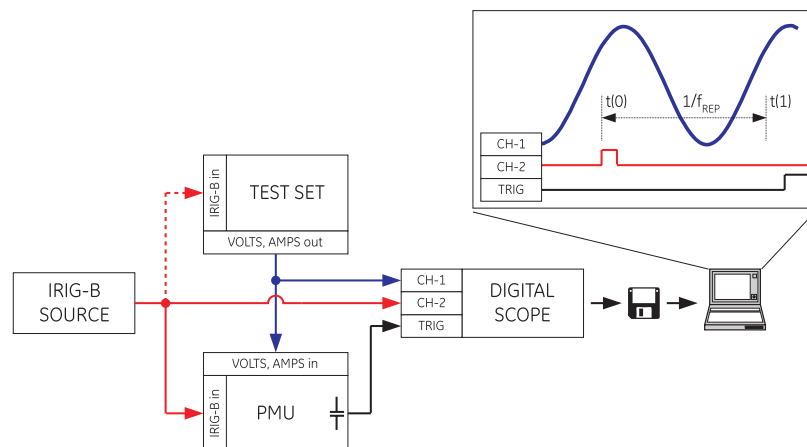 t(0)
1/fREP
t(1)
CH-1
CH-2
TRIG
IRIG-B in
TEST SET
VOLTS, AMPS out
IRIG-B
SOURCE
CH-1
CH-2
TRIG
DIGITAL
SCOPE
VOLTS, AMPS in
IRIG-B in
PMU